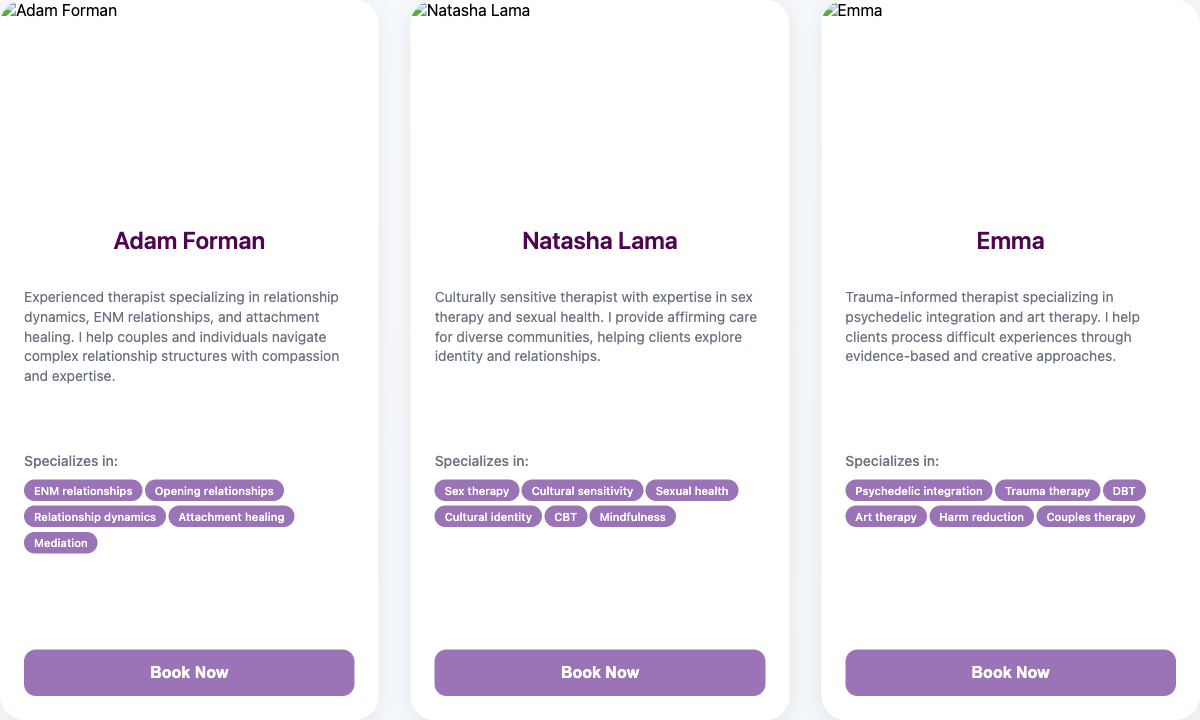 Adam Forman
Adam Forman
Experienced therapist specializing in relationship
dynamics, ENM relationships, and attachment
healing. I help couples and individuals navigate
complex relationship structures with compassion
and expertise.
Specializes in:
ENM relationships
Opening relationships
Relationship dynamics
Attachment healing
Mediation
Book Now
Natasha Lama
Natasha Lama
Culturally sensitive therapist with expertise in sex
therapy and sexual health. I provide affirming care
for diverse communities, helping clients explore
identity and relationships.
Specializes in:
Sex therapy
Cultural sensitivity
Sexual health
Cultural identity
CBT
Mindfulness
Book Now
Emma
Emma
Trauma-informed therapist specializing in
psychedelic integration and art therapy. I help
clients process difficult experiences through
evidence-based and creative approaches.
Specializes in:
Psychedelic integration
Trauma therapy
DBT
Art therapy
Harm reduction
Couples therapy
Book Now